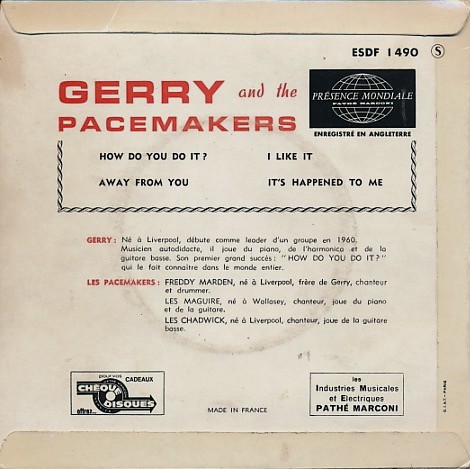 ESDF 1490 S
GERRY and the
PACEMAKERS
PRÉSENCE MONDIALE
PATHÉ MARCONI
ENREGISTRÉ EN ANGLETERRE
HOW DO YOU DO IT? I LIKE IT
AWAY FROM YOU IT'S HAPPENED TO ME
GERRY : Né à Liverpool, débute comme leader d'un groupe en 1960.
Musicien autodidacte, il joue du piano, de l'harmonica et de la
guitare basse. Son premier grand succès : "HOW DO YOU DO IT?"
qui le fait connaître dans le monde entier.
LES PACEMAKERS : FREDDY MARDEN, né à Liverpool, frère de Gerry, chanteur
et drummer.
LES MAGUIRE, né à Wallasey, chanteur, joue du piano
et de la guitare.
LES CHADWICK, né à Liverpool, chanteur, joue de la guitare
basse.
pour vos CADEAUX
CHÈQUE
DISQUES
offrez...
MADE IN FRANCE
les
Industries Musicales
et Electriques
PATHÉ MARCONI
G.I.A.T. - PARIS